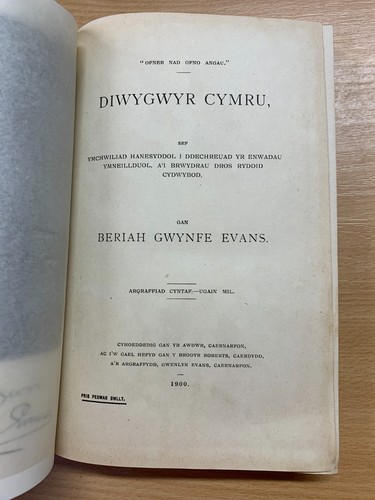 "OFNER NAD OFNO ANGAU."
DIWYGWYR CYMRU,
SEF
YMCHWILIAD HANESYDDOL I DDECHREUAD YR ENWADAU
YMNEILLDUOL, A'I BRWYDRAU DROS RYDDID
CYDWYBOD,
GAN
BERIAH GWYNFE EVANS.
ARGRAFFIAD CYNTAF.—UGAIN MIL.
CYHOEDDEDIG GAN YR AWDWR, CAERNARFON,
AC I'W CAEL HEFYD GAN Y BRODYR ROBERTS, CAERDYDD,
A'R ARGRAFFYDD, GWENLYN EVANS, CAERNARFON.
1900.
PRIS PEDWAR SWLLT.